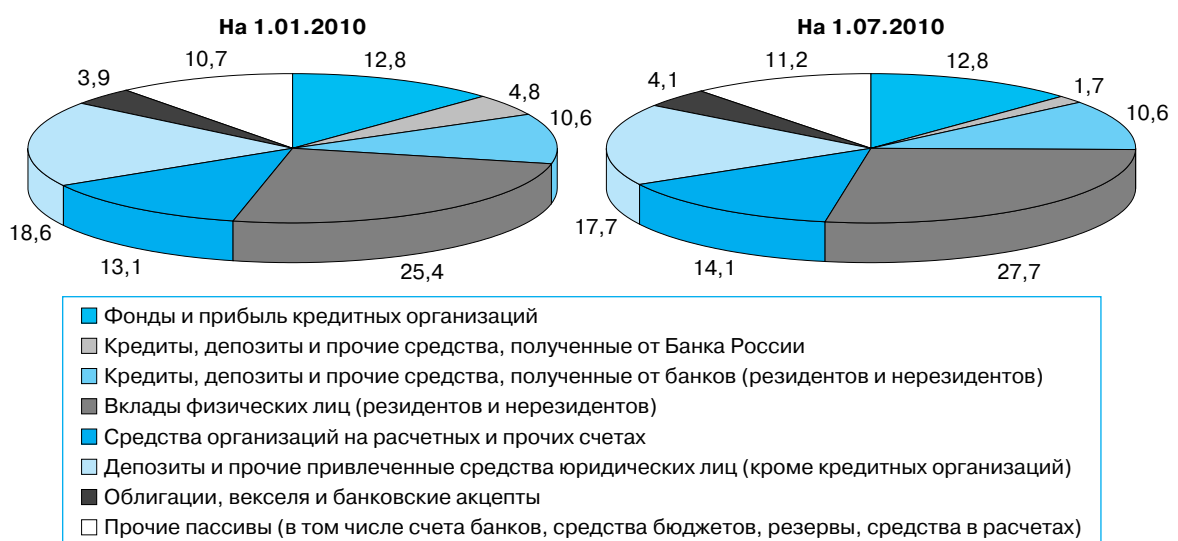 На 1.01.2010
10,7
12,8
3,9
4,8
10,6
18,6
13,1
25,4
На 1.07.2010
11,2
12,8
4,1
1,7
10,6
17,7
14,1
27,7
Фонды и прибыль кредитных организаций
Кредиты, депозиты и прочие средства, полученные от Банка России
Кредиты, депозиты и прочие средства, полученные от банков (резидентов и нерезидентов)
Вклады физических лиц (резидентов и нерезидентов)
Средства организаций на расчетных и прочих счетах
Депозиты и прочие привлеченные средства юридических лиц (кроме кредитных организаций)
Облигации, векселя и банковские акцепты
Прочие пассивы (в том числе счета банков, средства бюджетов, резервы, средства в расчетах)